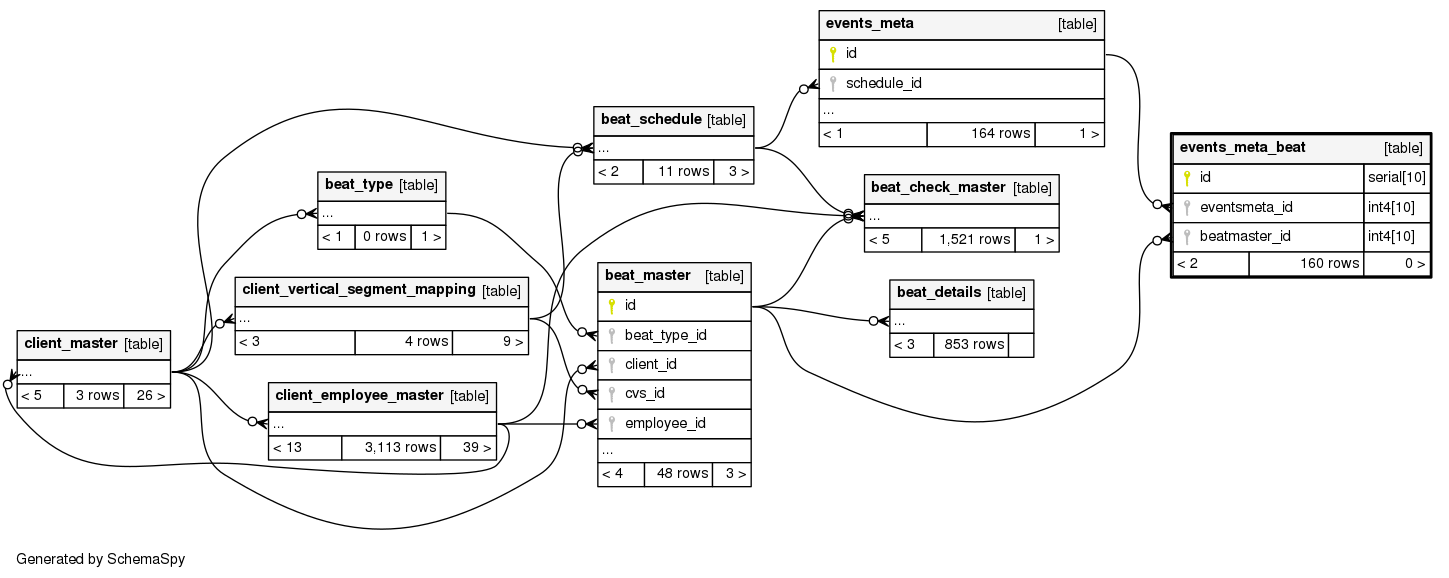 events_meta [table]
id
schedule_id
...
< 1 164 rows 1 >
beat_schedule [table]
...
< 2 11 rows 3 >
events_meta_beat [table]
id serial[10]
eventsmeta_id int4[10]
beatmaster_id int4[10]
< 2 160 rows 0 >
beat_type [table]
...
< 1 0 rows 1 >
beat_check_master [table]
...
< 5 1,521 rows 1 >
beat_master [table]
id
beat_type_id
client_id
cvs_id
employee_id
...
< 4 48 rows 3 >
client_vertical_segment_mapping [table]
...
< 3 4 rows 9 >
beat_details [table]
...
< 3 853 rows
client_master [table]
...
< 5 3 rows 26 >
client_employee_master [table]
...
< 13 3,113 rows 39 >
Generated by SchemaSpy